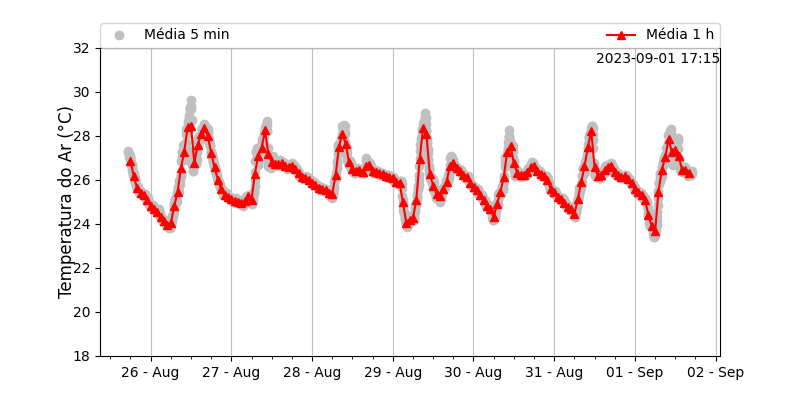 Média 5 min
Média 1 h
2023-09-01 17:15
Temperatura do Ar (°C)
32
30
28
26
24
22
20
18
26 - Aug
27 - Aug
28 - Aug
29 - Aug
30 - Aug
31 - Aug
01 - Sep
02 - Sep